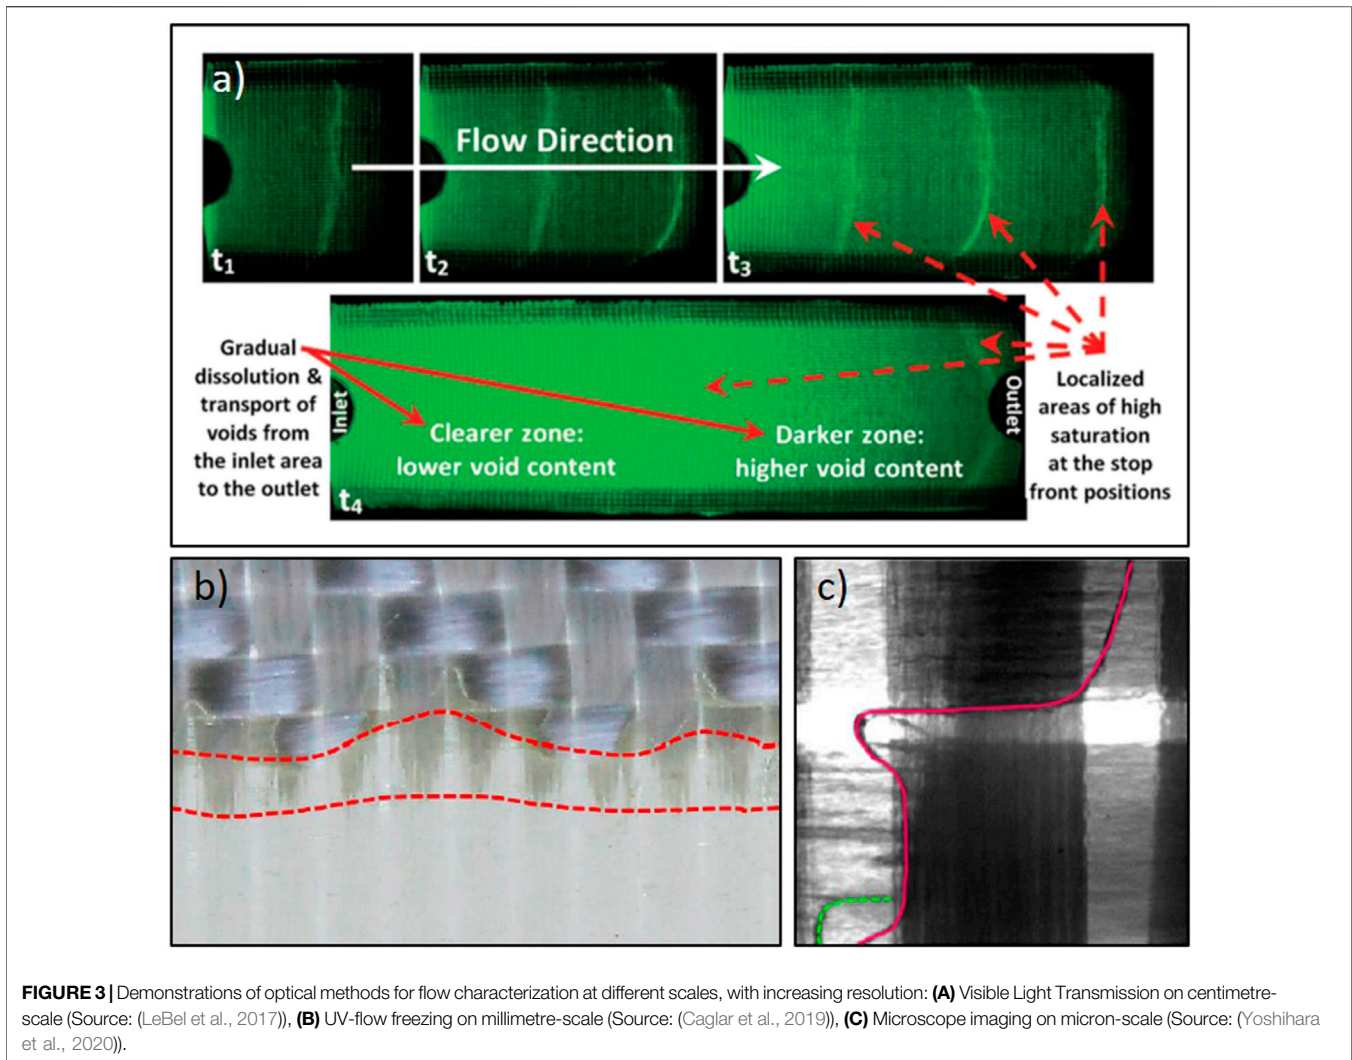 a)
Flow Direction
t1
t2
t3
Gradual
dissolution &
transport of
voids from
the inlet area
to the outlet
Inlet
Clearer zone:
lower void content
Darker zone:
higher void content
Outlet
t4
Localized
areas of high
saturation
at the stop
front positions
b)
c)
FIGURE 3 | Demonstrations of optical methods for flow characterization at different scales, with increasing resolution: (A) Visible Light Transmission on centimetre-
scale (Source: (LeBel et al., 2017)), (B) UV-flow freezing on millimetre-scale (Source: (Caglar et al., 2019)), (C) Microscope imaging on micron-scale (Source: (Yoshihara
et al., 2020)).